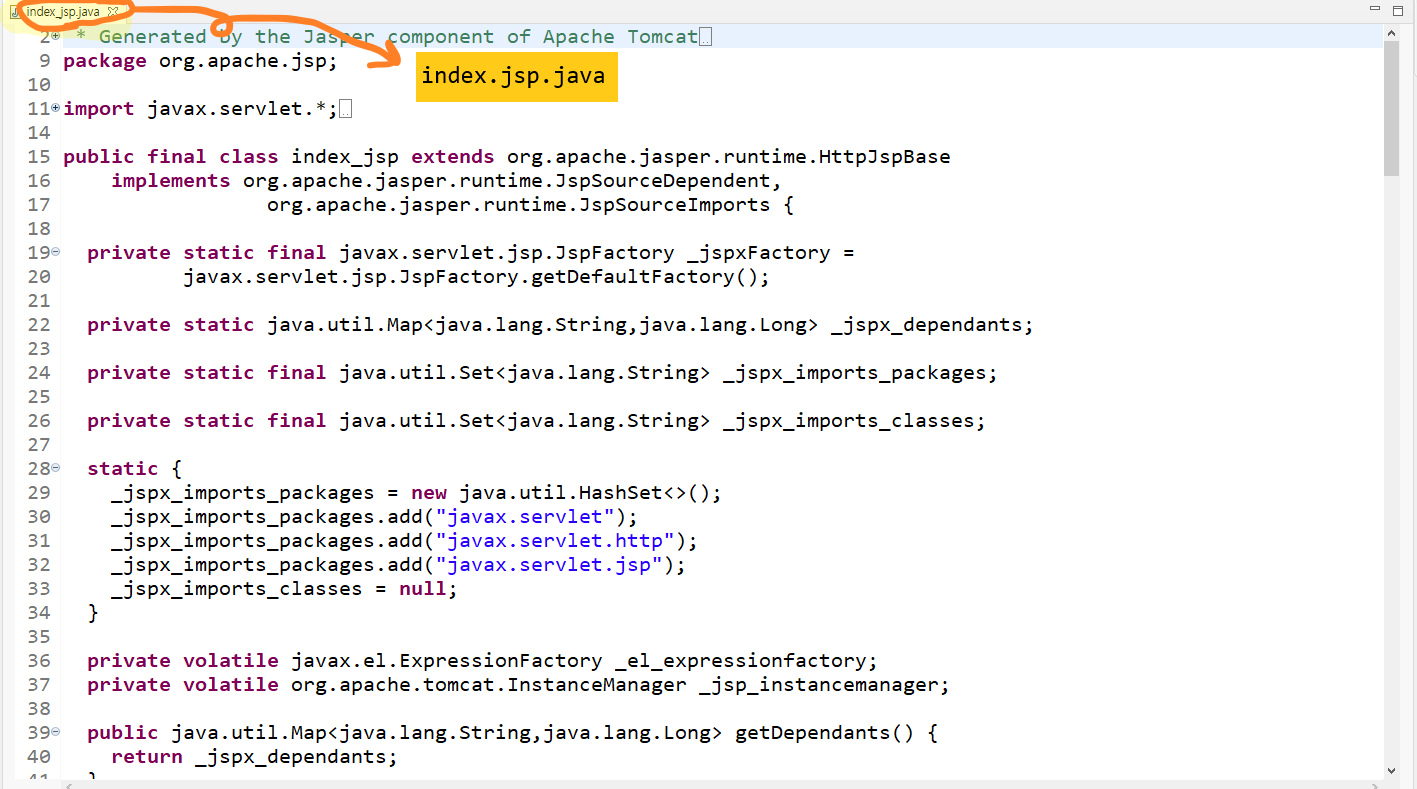 index_jsp.java
2 * Generated by the Jasper component of Apache Tomcat
index.jsp.java
9 package org.apache.jsp;
10
11 import javax.servlet.*;
14
15 public final class index_jsp extends org.apache.jasper.runtime.HttpJspBase
16     implements org.apache.jasper.runtime.JspSourceDependent,
17                  org.apache.jasper.runtime.JspSourceImports {
18
19   private static final javax.servlet.jsp.JspFactory _jspxFactory =
20           javax.servlet.jsp.JspFactory.getDefaultFactory();
21
22   private static java.util.Map<java.lang.String,java.lang.Long> _jspx_dependants;
23
24   private static final java.util.Set<java.lang.String> _jspx_imports_packages;
25
26   private static final java.util.Set<java.lang.String> _jspx_imports_classes;
27
28   static {
29     _jspx_imports_packages = new java.util.HashSet<>();
30     _jspx_imports_packages.add("javax.servlet");
31     _jspx_imports_packages.add("javax.servlet.http");
32     _jspx_imports_packages.add("javax.servlet.jsp");
33     _jspx_imports_classes = null;
34   }
35
36   private volatile javax.el.ExpressionFactory _el_expressionfactory;
37   private volatile org.apache.tomcat.InstanceManager _jsp_instancemanager;
38
39   public java.util.Map<java.lang.String,java.lang.Long> getDependants() {
40     return _jspx_dependants;
41   }